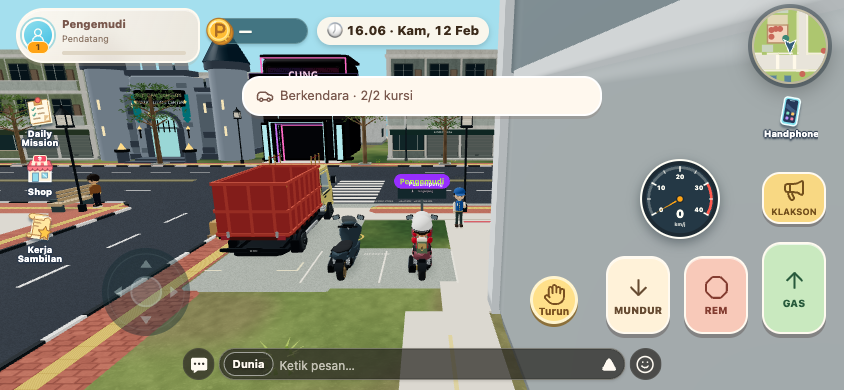 Pengemudi
Pendatang
1
P
—
16.06 · Kam, 12 Feb
CUNG
Berkendara · 2/2 kursi
Daily
Mission
Handphone
Shop
Pengemudi
Kerja
Sambilan
10
20
30
0
40
0
km/j
KLAKSON
Turun
MUNDUR
REM
GAS
Dunia
Ketik pesan...